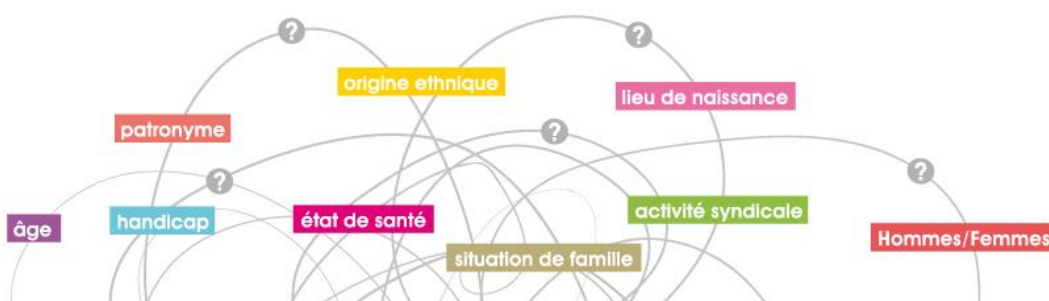 ?
?
origine ethnique
lieu de naissance
patronyme
?
?
?
âge
handicap
état de santé
activité syndicale
Hommes/Femmes
situation de famille